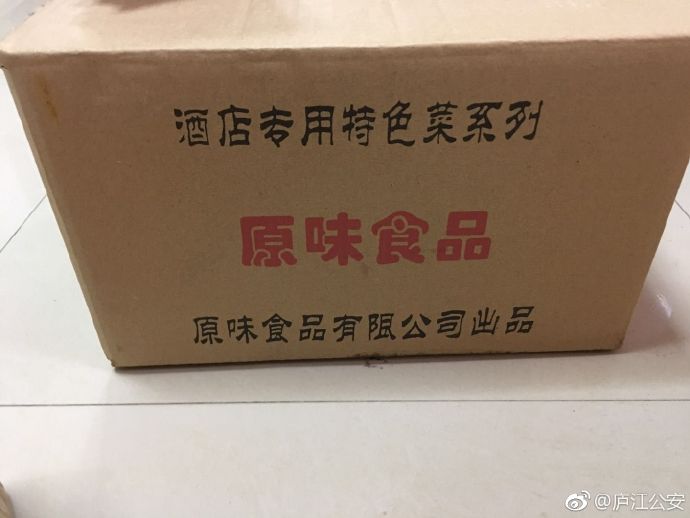 酒店专用特色菜系列
原味食品
原味食品有限公司出品
@庐江公安